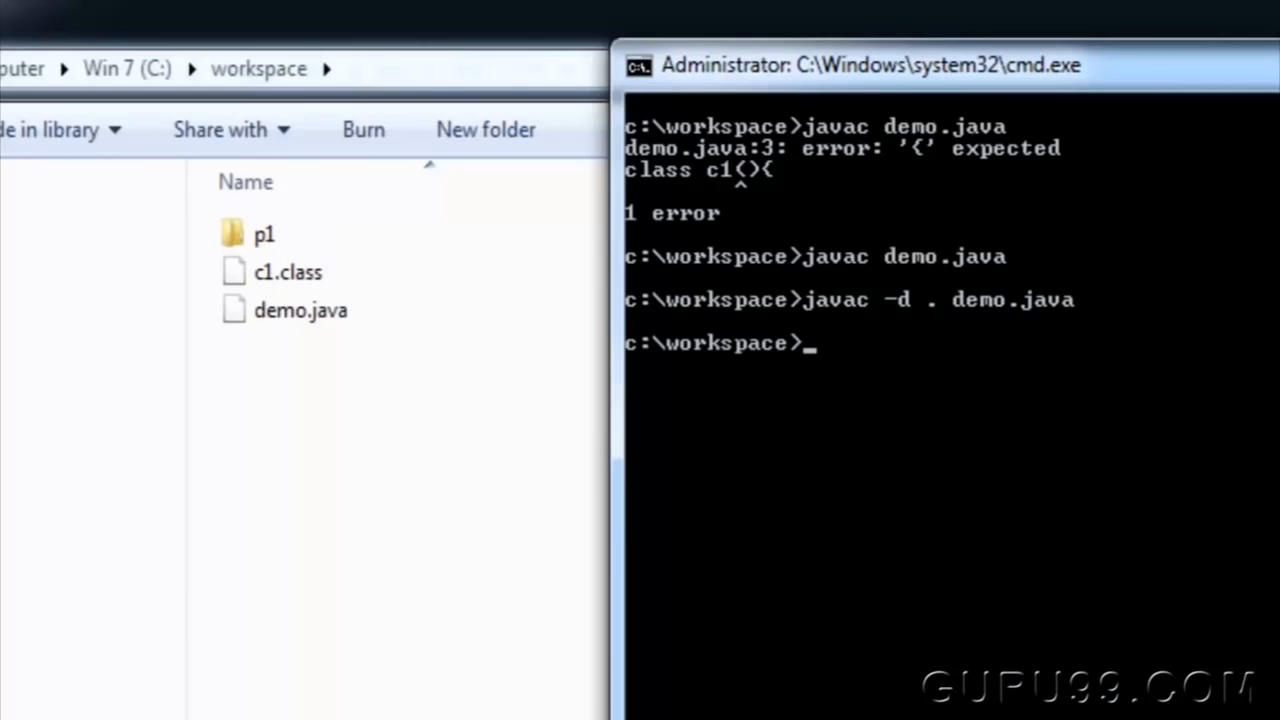 puter Win 7 (C:) workspace
de in library Share with Burn New folder
Name
p1
c1.class
demo.java
Administrator: C:\Windows\system32\cmd.exe
c:\workspace>javac demo.java
demo.java:3: error: '{' expected
class c1(){
^
1 error
c:\workspace>javac demo.java
c:\workspace>javac -d . demo.java
c:\workspace>_
GURU99.COM